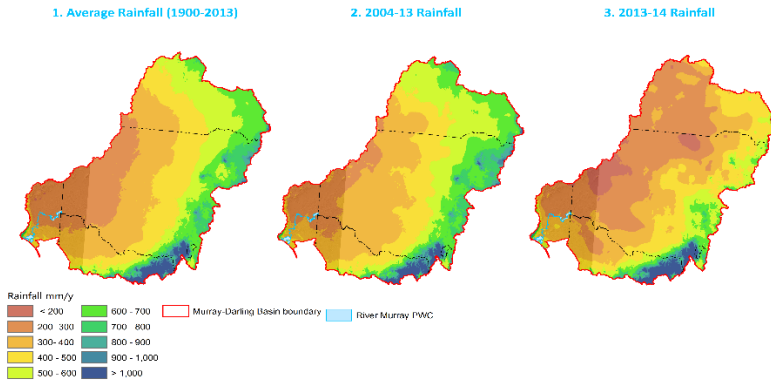 1. Average Rainfall (1900-2013)
2. 2004-13 Rainfall
3. 2013-14 Rainfall
Rainfall mm/y
< 200
200- 300
300- 400
400 - 500
500 - 600
600 - 700
700 - 800
800 - 900
900 - 1,000
> 1,000
Murray-Darling Basin boundary
River Murray PWC